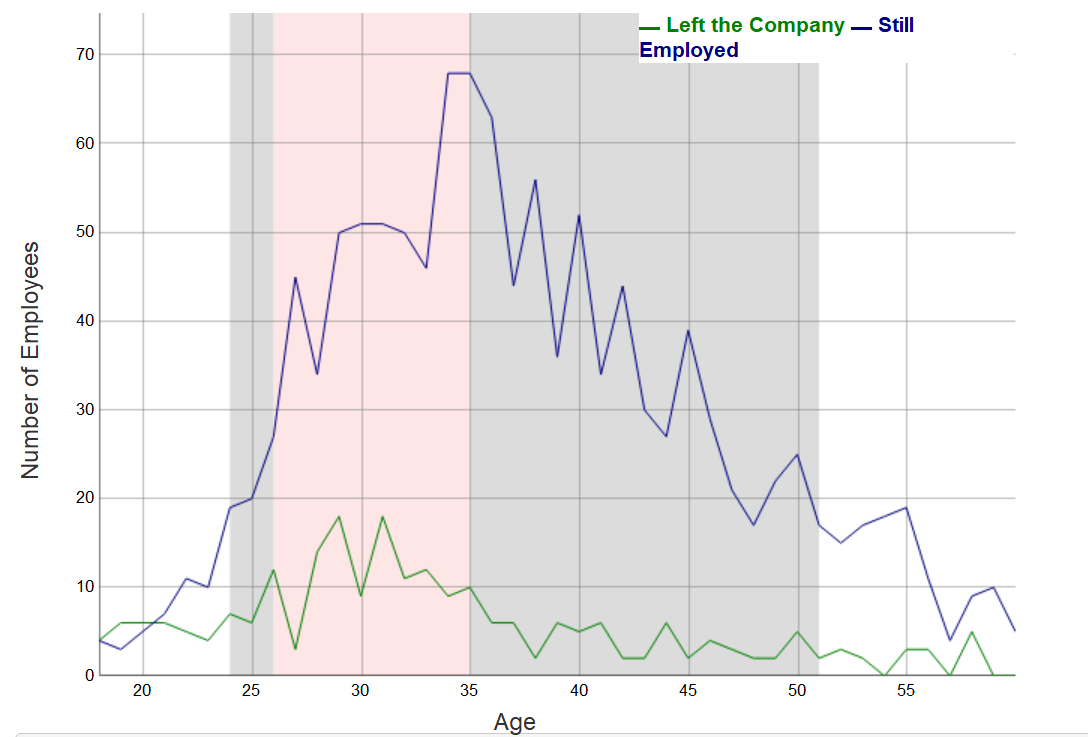 — Left the Company — Still
Employed
70
60
50
40
30
20
10
0
Number of Employees
20 25 30 35 40 45 50 55
Age